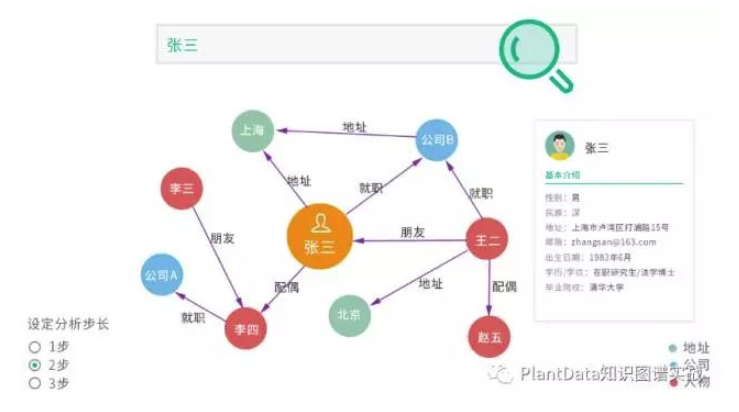 张三
上海
地址
公司B
地址
就职
就职
李三
朋友
张三
朋友
王二
公司A
配偶
地址
配偶
就职
李四
北京
赵五
张三
基本介绍
性别：男
民族：汉
地址：上海市卢湾区打浦路15号
邮箱：zhangsan@163.com
出生日期：1983年6月
学历/学位：在职研究生/法学博士
毕业院校：清华大学
设定分析步长
1步
2步
3步
地址
公司
人物
PlantData知识图谱实战